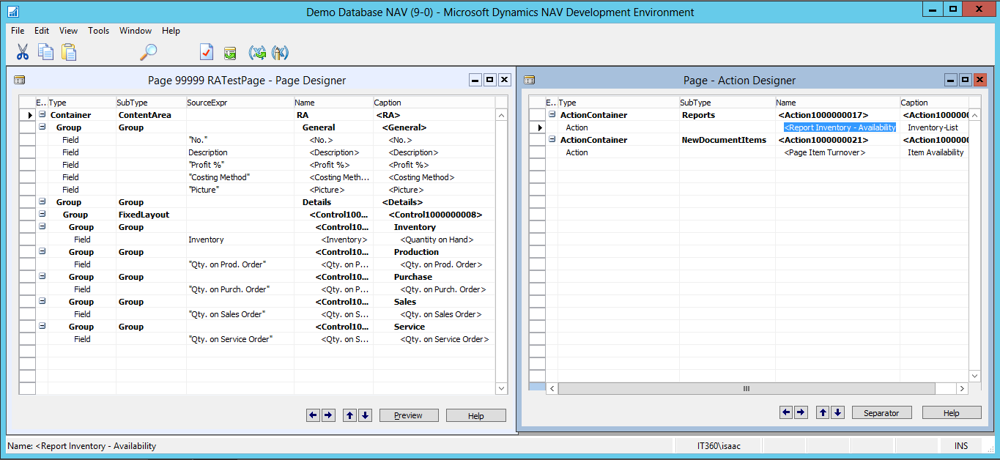 Demo Database NAV (9-0) - Microsoft Dynamics NAV Development Environment
File Edit View Tools Window Help
Page 99999 RATestPage - Page Designer
E.. Type SubType SourceExpr Name Caption
Container ContentArea RA <RA>
Group Group General <General>
Field "No." <No.> <No.>
Field Description <Description> <Description>
Field "Profit %" <Profit %> <Profit %>
Field "Costing Method" <Costing Meth... <Costing Method>
Field "Picture" <Picture> <Picture>
Group Group Details <Details>
Group FixedLayout <Control100... <Control1000000008>
Group Group <Control10... Inventory
Field Inventory <Inventory> <Quantity on Hand>
Group Group <Control10... Production
Field "Qty. on Prod. Order" <Qty. on P... <Qty. on Prod. Order>
Group Group <Control10... Purchase
Field "Qty. on Purch. Order" <Qty. on P... <Qty. on Purch. Order>
Group Group <Control10... Sales
Field "Qty. on Sales Order" <Qty. on S... <Qty. on Sales Order>
Group Group <Control10... Service
Field "Qty. on Service Order" <Qty. on S... <Qty. on Service Order>
Preview Help
Page - Action Designer
E.. Type SubType Name Caption
ActionContainer Reports <Action1000000017> <Action100000
Action <Report Inventory - Availability Inventory-List
ActionContainer NewDocumentItems <Action1000000021> <Action100000
Action <Page Item Turnover> Item Availability
Separator Help
Name: <Report Inventory - Availability IT360\isaac INS